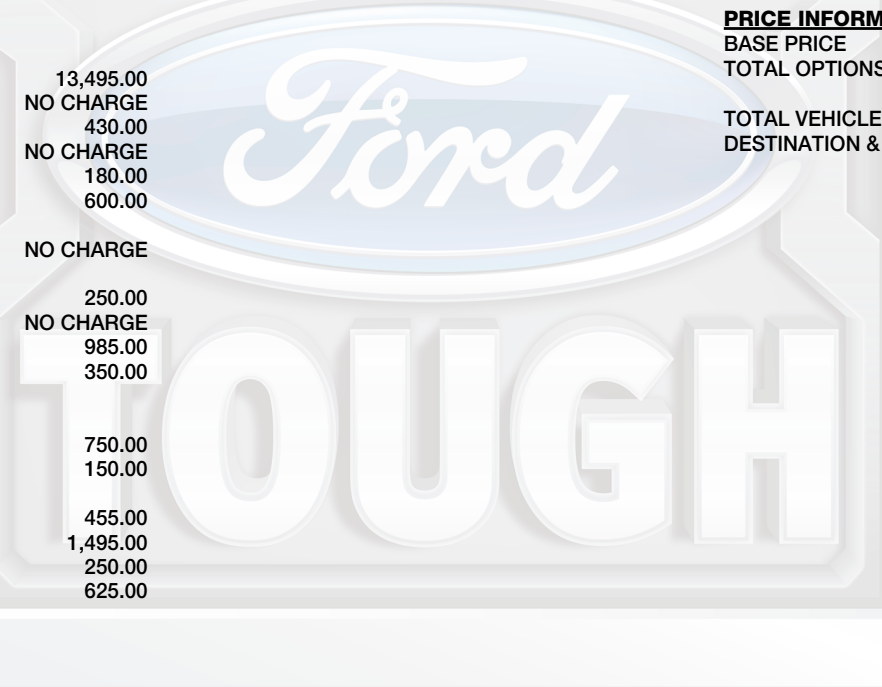 13,495.00
NO CHARGE
430.00
NO CHARGE
180.00
600.00
NO CHARGE
250.00
NO CHARGE
985.00
350.00
750.00
150.00
455.00
1,495.00
250.00
625.00
PRICE INFORM
BASE PRICE
TOTAL OPTIONS
TOTAL VEHICLE
DESTINATION &
Ford
TOUGH